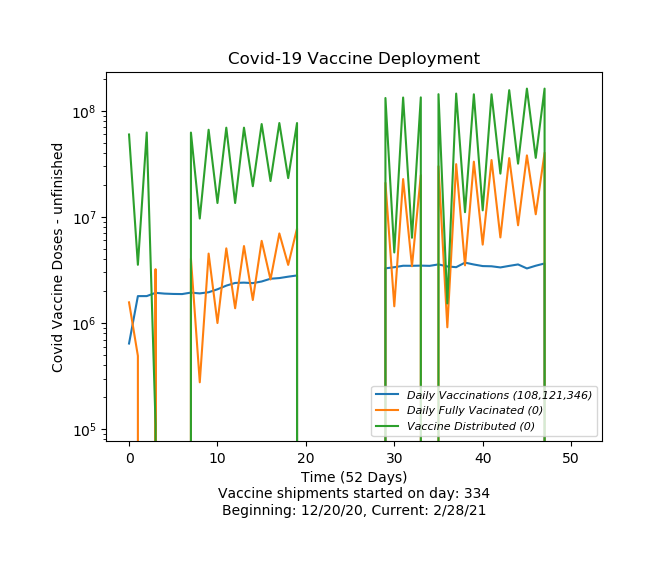 Covid-19 Vaccine Deployment
Covid Vaccine Doses - unfinished
10^8
10^7
10^6
10^5
0 10 20 30 40 50
Daily Vaccinations (108,121,346)
Daily Fully Vacinated (0)
Vaccine Distributed (0)
Time (52 Days)
Vaccine shipments started on day: 334
Beginning: 12/20/20, Current: 2/28/21